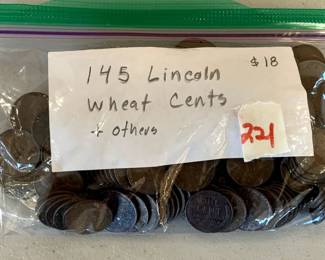 $18
145 Lincoln
Wheat Cents
+ others
221